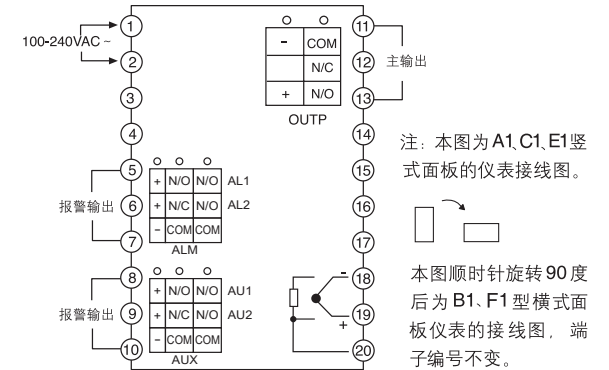 100-240VAC ~
1
2
3
4
5
6
7
8
9
10
报警输出
报警输出
- COM
N/C
+ N/O
OUTP
+ N/O N/O AL1
+ N/C N/O AL2
- COM COM
ALM
+ N/O N/O AU1
+ N/C N/O AU2
- COM COM
AUX
11
12
13
14
15
16
17
18
19
20
主输出
-
+
注：本图为A1、C1、E1竖
式面板的仪表接线图。
本图顺时针旋转90度
后为B1、F1型横式面
板仪表的接线图，端
子编号不变。